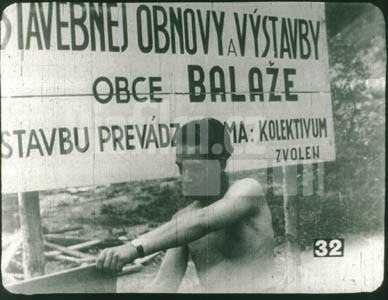 STAVEBNEJ OBNOVY A VÝSTAVBY
OBCE BALAŽE
STAVBU PREVÁDZ MA: KOLEKTIVUM
ZVOLEN
32